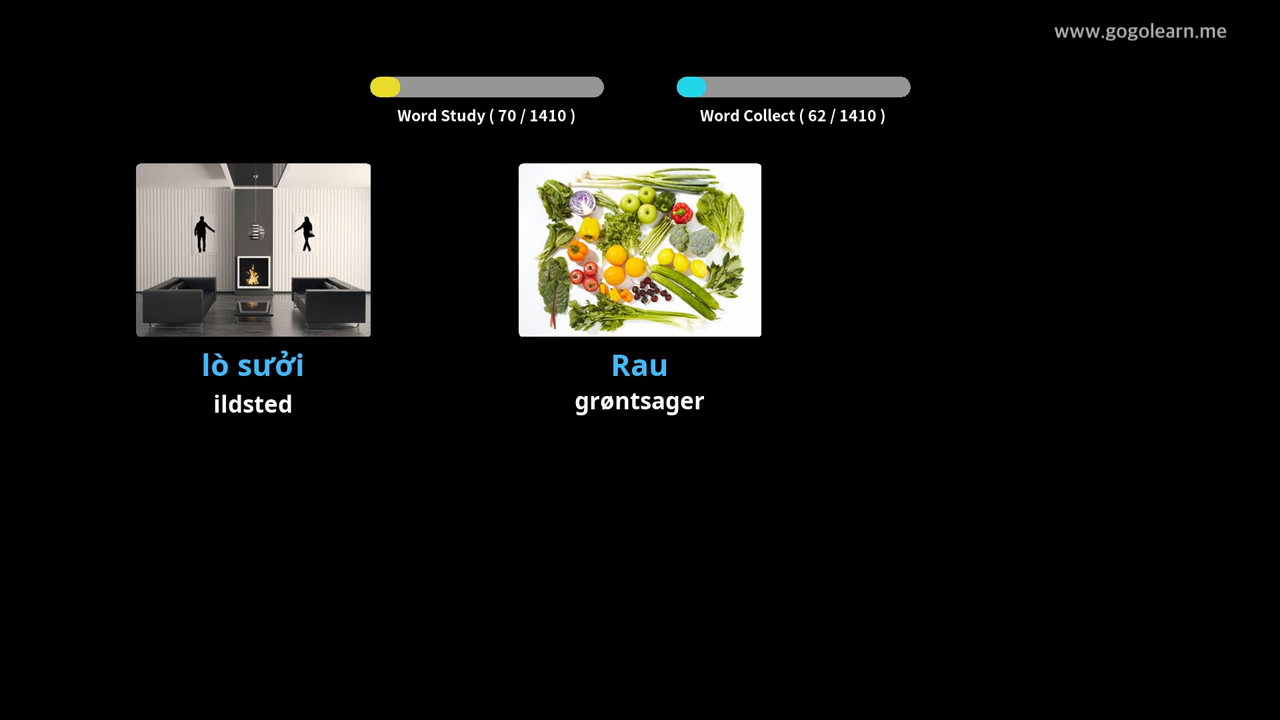 www.gogolearn.me
Word Study ( 70 / 1410 )
Word Collect ( 62 / 1410 )
lò sưởi
ildsted
Rau
grøntsager